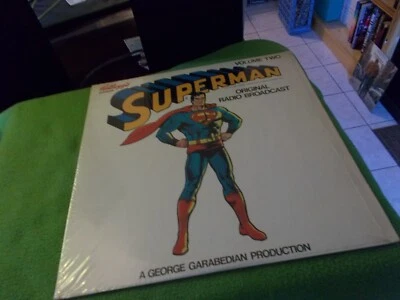 VOLUME TWO
SUPERMAN
ORIGINAL
RADIO BROADCAST
A GEORGE GARABEDIAN PRODUCTION